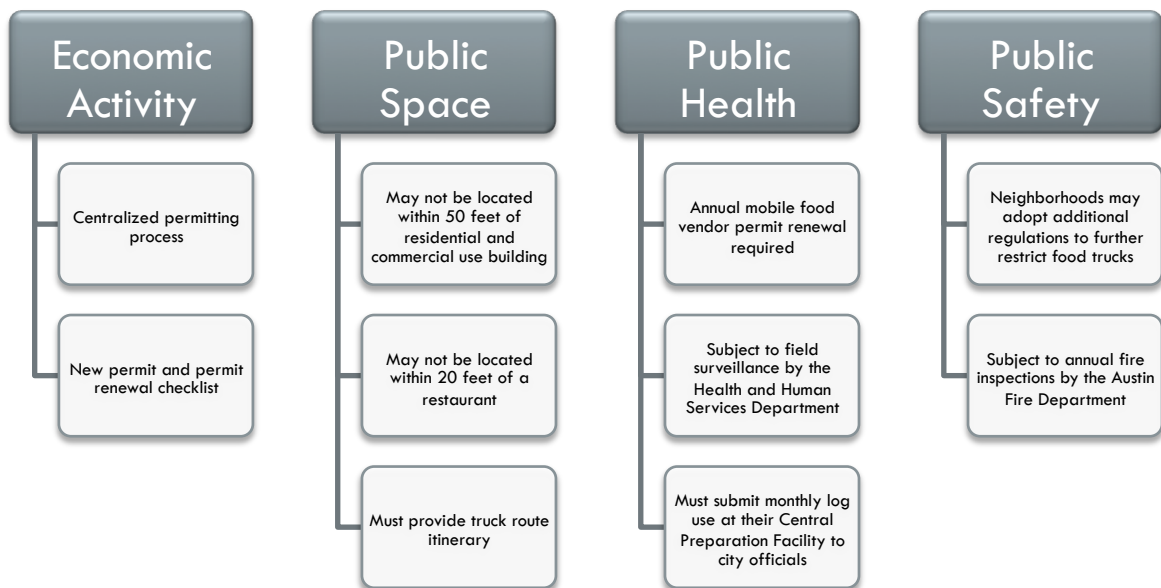 Economic
Activity
Centralized permitting
process
New permit and permit
renewal checklist
Public
Space
May not be located
within 50 feet of
residential and
commercial use building
May not be located
within 20 feet of a
restaurant
Must provide truck route
itinerary
Public
Health
Annual mobile food
vendor permit renewal
required
Subject to field
surveillance by the
Health and Human
Services Department
Must submit monthly log
use at their Central
Preparation Facility to
city officials
Public
Safety
Neighborhoods may
adopt additional
regulations to further
restrict food trucks
Subject to annual fire
inspections by the Austin
Fire Department